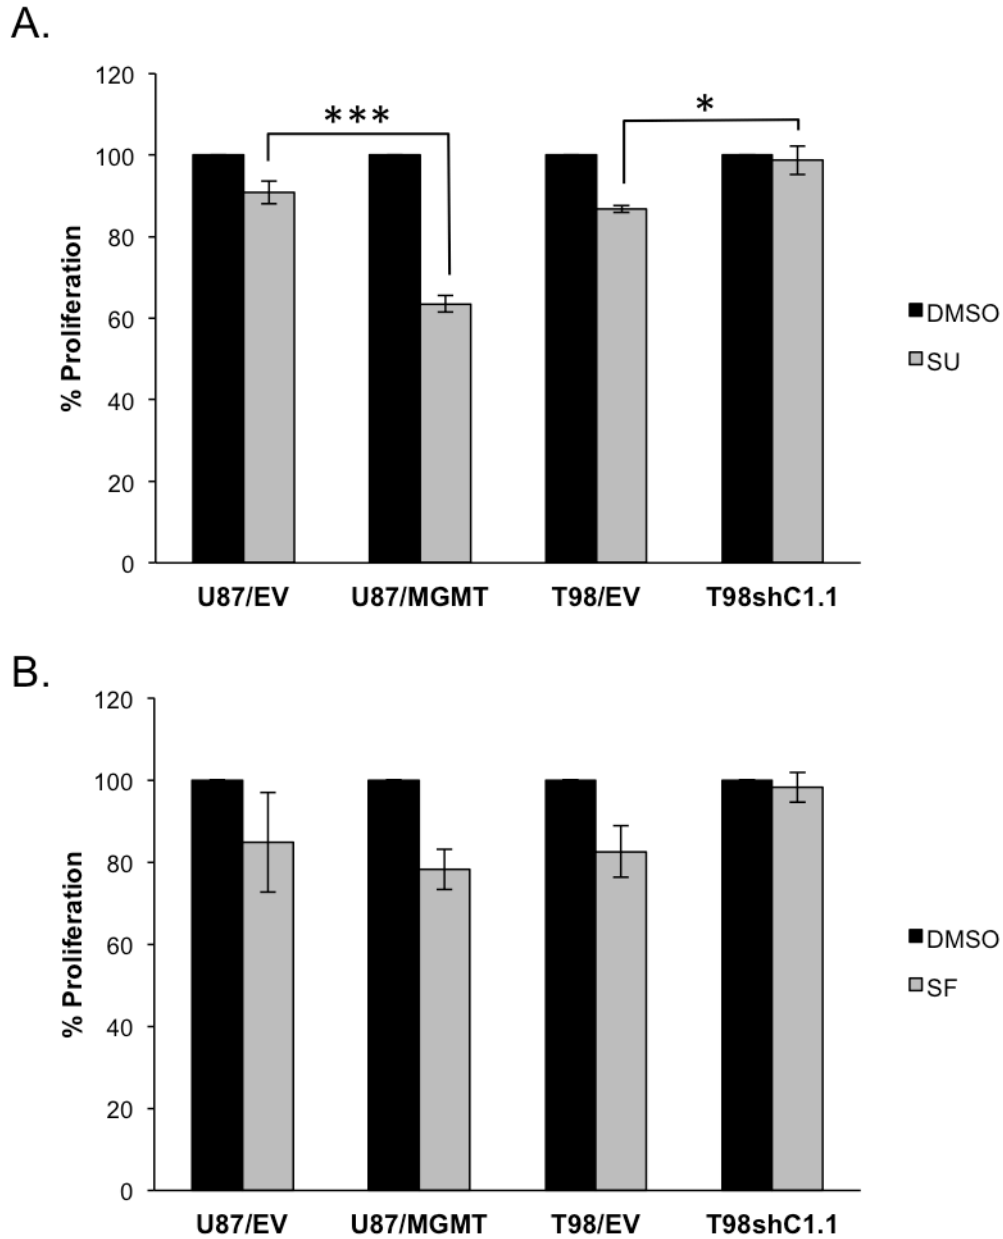 A.
120
100
80
60
40
20
0
% Proliferation
***
*
DMSO
SU
U87/EV U87/MGMT T98/EV T98shC1.1
B.
120
100
80
60
40
20
0
% Proliferation
DMSO
SF
U87/EV U87/MGMT T98/EV T98shC1.1